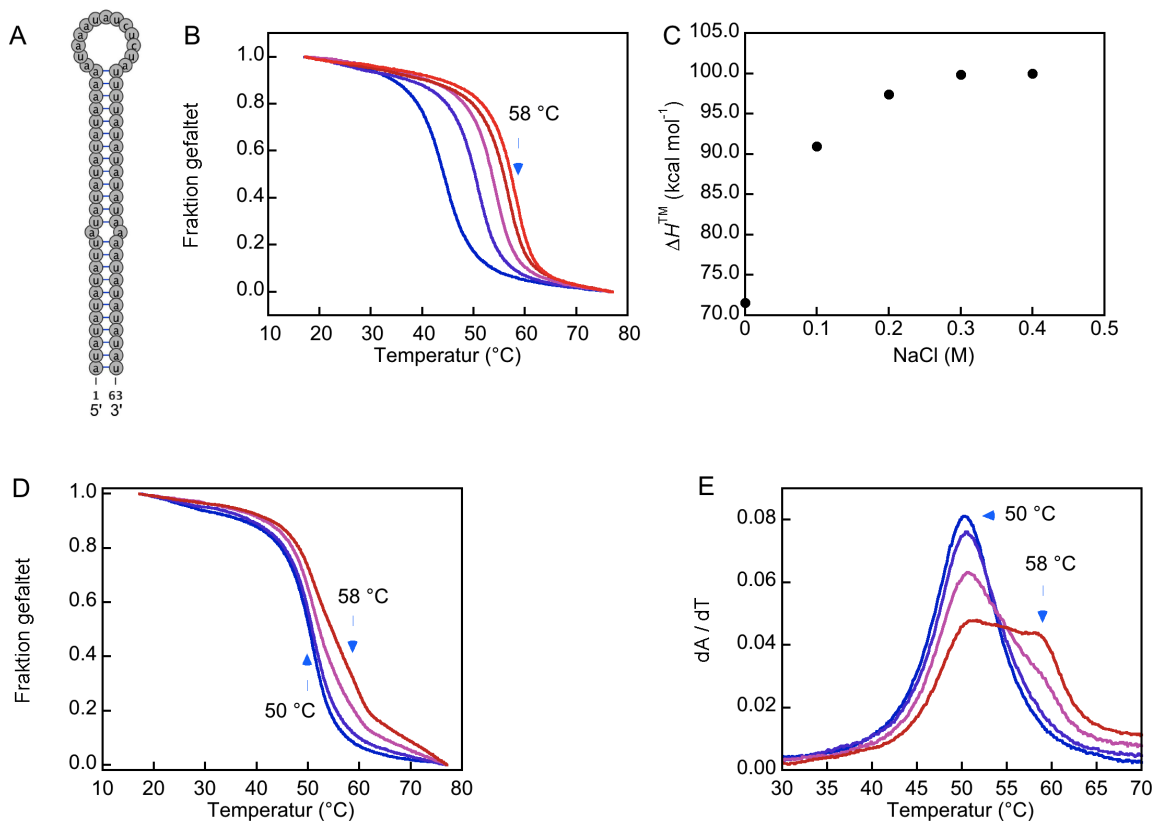 A
1 63
5' 3'
B
Fraktion gefaltet
1.0
0.8
0.6
0.4
0.2
0.0
58 °C
10 20 30 40 50 60 70 80
Temperatur (°C)
C
ΔH™ (kcal mol⁻¹)
105.0
100.0
95.0
90.0
85.0
80.0
75.0
70.0
0 0.1 0.2 0.3 0.4 0.5
NaCl (M)
D
Fraktion gefaltet
1.0
0.8
0.6
0.4
0.2
0.0
58 °C
50 °C
10 20 30 40 50 60 70 80
Temperatur (°C)
E
dA / dT
0.08
0.06
0.04
0.02
0.00
50 °C
58 °C
30 35 40 45 50 55 60 65 70
Temperatur (°C)